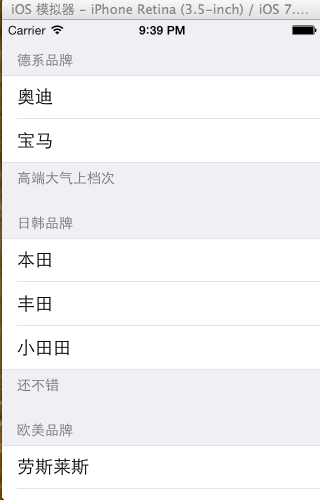 iOS 模拟器 - iPhone Retina (3.5-inch) / iOS 7....
Carrier 9:39 PM
德系品牌
奥迪
宝马
高端大气上档次
日韩品牌
本田
丰田
小田田
还不错
欧美品牌
劳斯莱斯